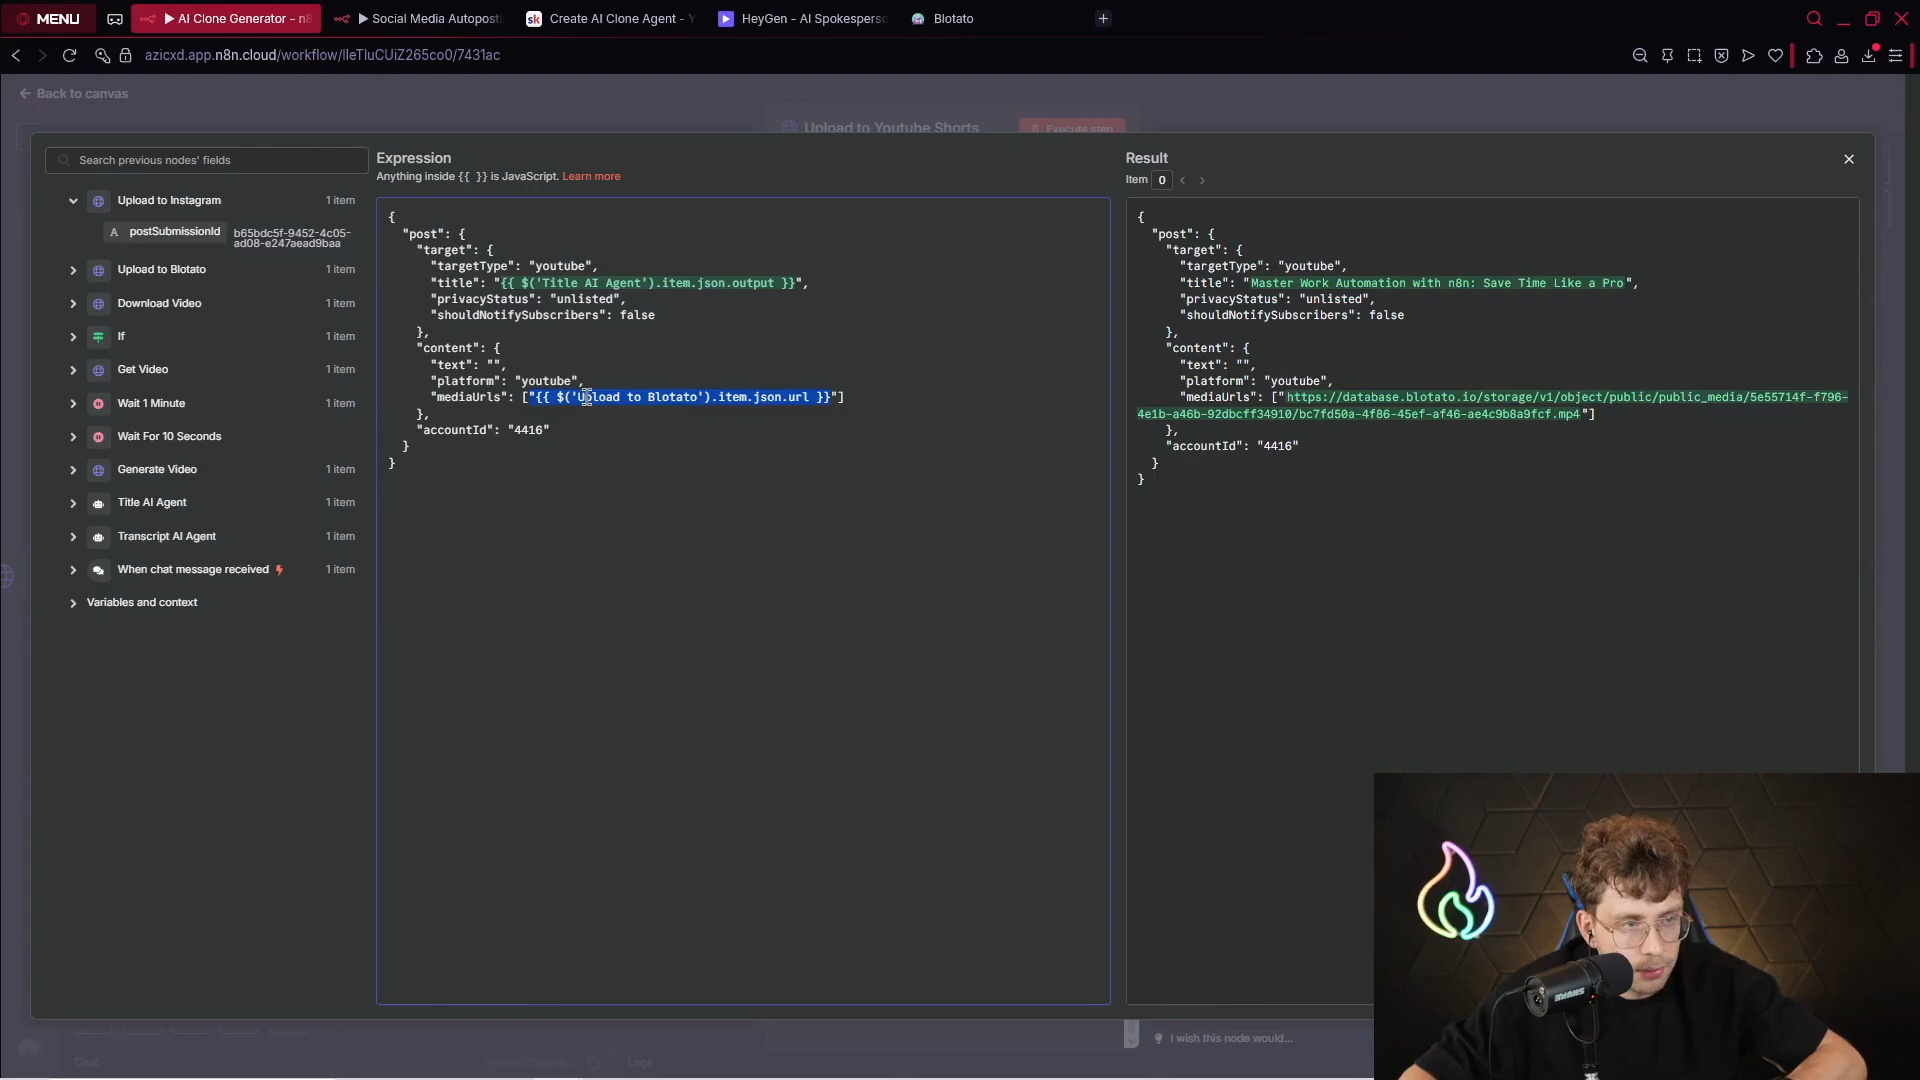 MENU
▶ AI Clone Generator - n8
▶ Social Media Autoposti
sk Create AI Clone Agent - Y
HeyGen - AI Spokesperso
Blotato
azicxd.app.n8n.cloud/workflow/lIeTluCUiZ265co0/7431ac
Back to canvas
Upload to Youtube Shorts
Execute step
Search previous nodes' fields
Upload to Instagram 1 item
A postSubmissionId b65bdc5f-9452-4c05-
ad08-e247aead9baa
Upload to Blotato 1 item
Download Video 1 item
If 1 item
Get Video 1 item
Wait 1 Minute 1 item
Wait For 10 Seconds 1 item
Generate Video 1 item
Title AI Agent 1 item
Transcript AI Agent 1 item
When chat message received 1 item
Variables and context
Expression
Anything inside {{ }} is JavaScript. Learn more
{
"post": {
"target": {
"targetType": "youtube",
"title": "{{ $('Title AI Agent').item.json.output }}",
"privacyStatus": "unlisted",
"shouldNotifySubscribers": false
},
"content": {
"text": "",
"platform": "youtube",
"mediaUrls": ["{{ $('Upload to Blotato').item.json.url }}"]
},
"accountId": "4416"
}
}
Result
Item 0
{
"post": {
"target": {
"targetType": "youtube",
"title": "Master Work Automation with n8n: Save Time Like a Pro",
"privacyStatus": "unlisted",
"shouldNotifySubscribers": false
},
"content": {
"text": "",
"platform": "youtube",
"mediaUrls": ["https://database.blotato.io/storage/v1/object/public/public_media/5e55714f-f796-
4e1b-a46b-92dbcff34910/bc7fd50a-4f86-45ef-af46-ae4c9b8a9fcf.mp4"]
},
"accountId": "4416"
}
}
I wish this node would...
Chat
Logs
SHURE